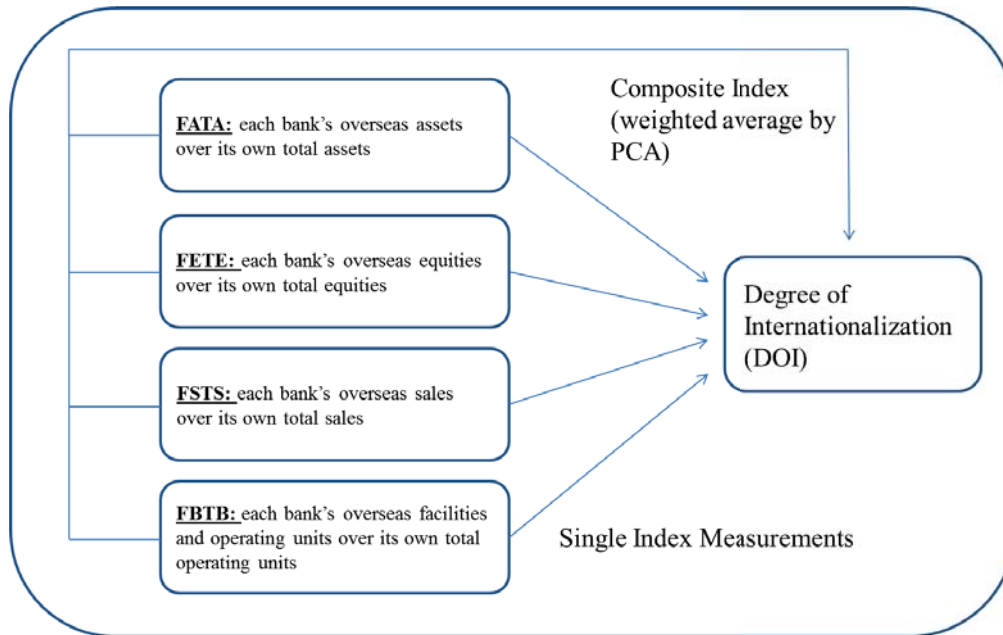 Composite Index
(weighted average by
PCA)
FATA: each bank’s overseas assets
over its own total assets
FETE: each bank’s overseas equities
over its own total equities
Degree of
Internationalization
(DOI)
FSTS: each bank’s overseas sales
over its own total sales
FBTB: each bank’s overseas facilities
and operating units over its own total
operating units
Single Index Measurements